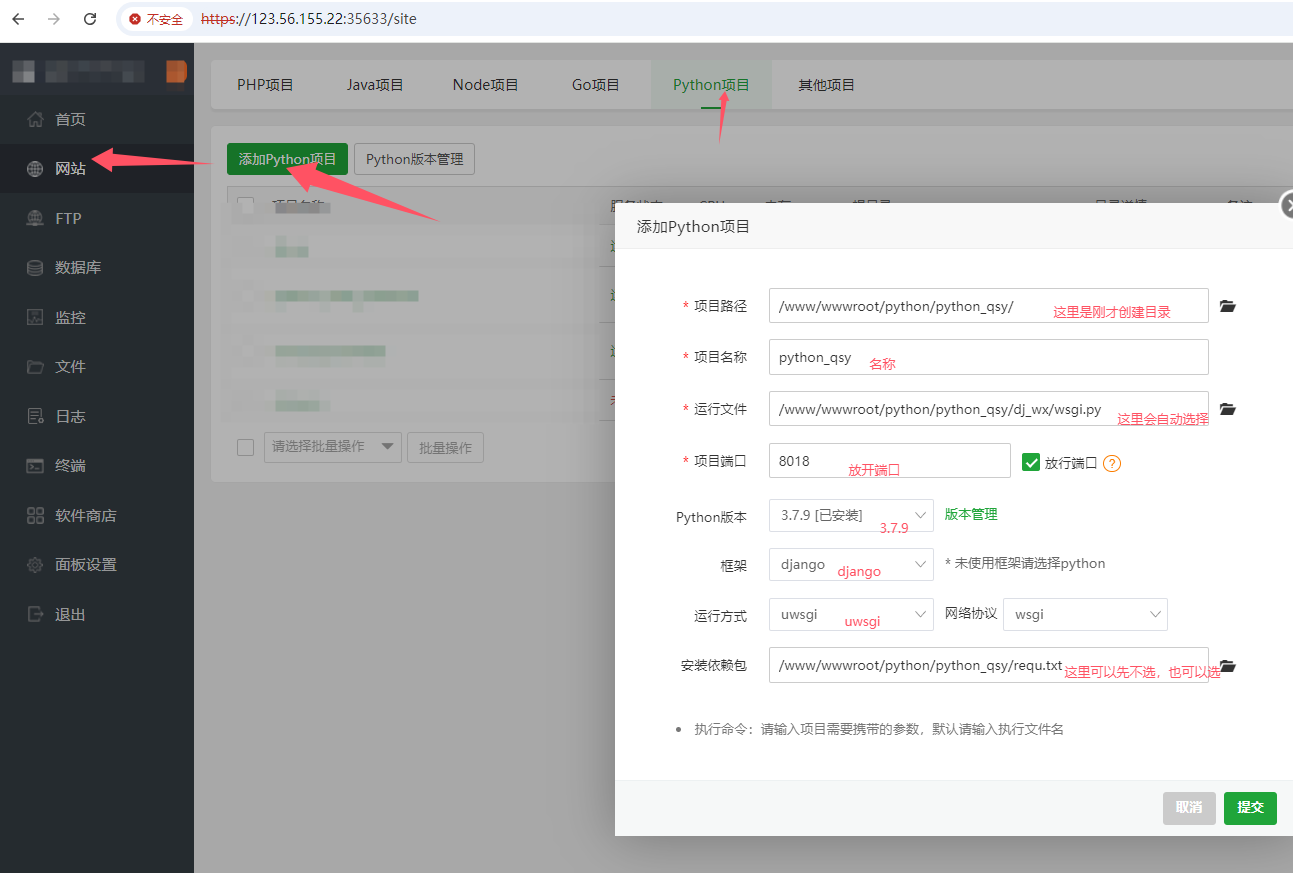 不安全 https://123.56.155.22:35633/site
首页
网站
FTP
数据库
监控
文件
日志
终端
软件商店
面板设置
退出
PHP项目 Java项目 Node项目 Go项目 Python项目 其他项目
添加Python项目 Python版本管理
请选择批量操作 批量操作
添加Python项目
* 项目路径 /www/wwwroot/python/python_qsy/ 这里是刚才创建目录
* 项目名称 python_qsy 名称
* 运行文件 /www/wwwroot/python/python_qsy/dj_wx/wsgi.py 这里会自动选择
* 项目端口 8018 放开端口 放行端口 ?
Python版本 3.7.9 [已安装] 3.7.9 版本管理
框架 django django * 未使用框架请选择python
运行方式 uwsgi uwsgi 网络协议 wsgi
安装依赖包 /www/wwwroot/python/python_qsy/requ.txt 这里可以先不选，也可以选
• 执行命令：请输入项目需要携带的参数，默认请输入执行文件名
取消 提交